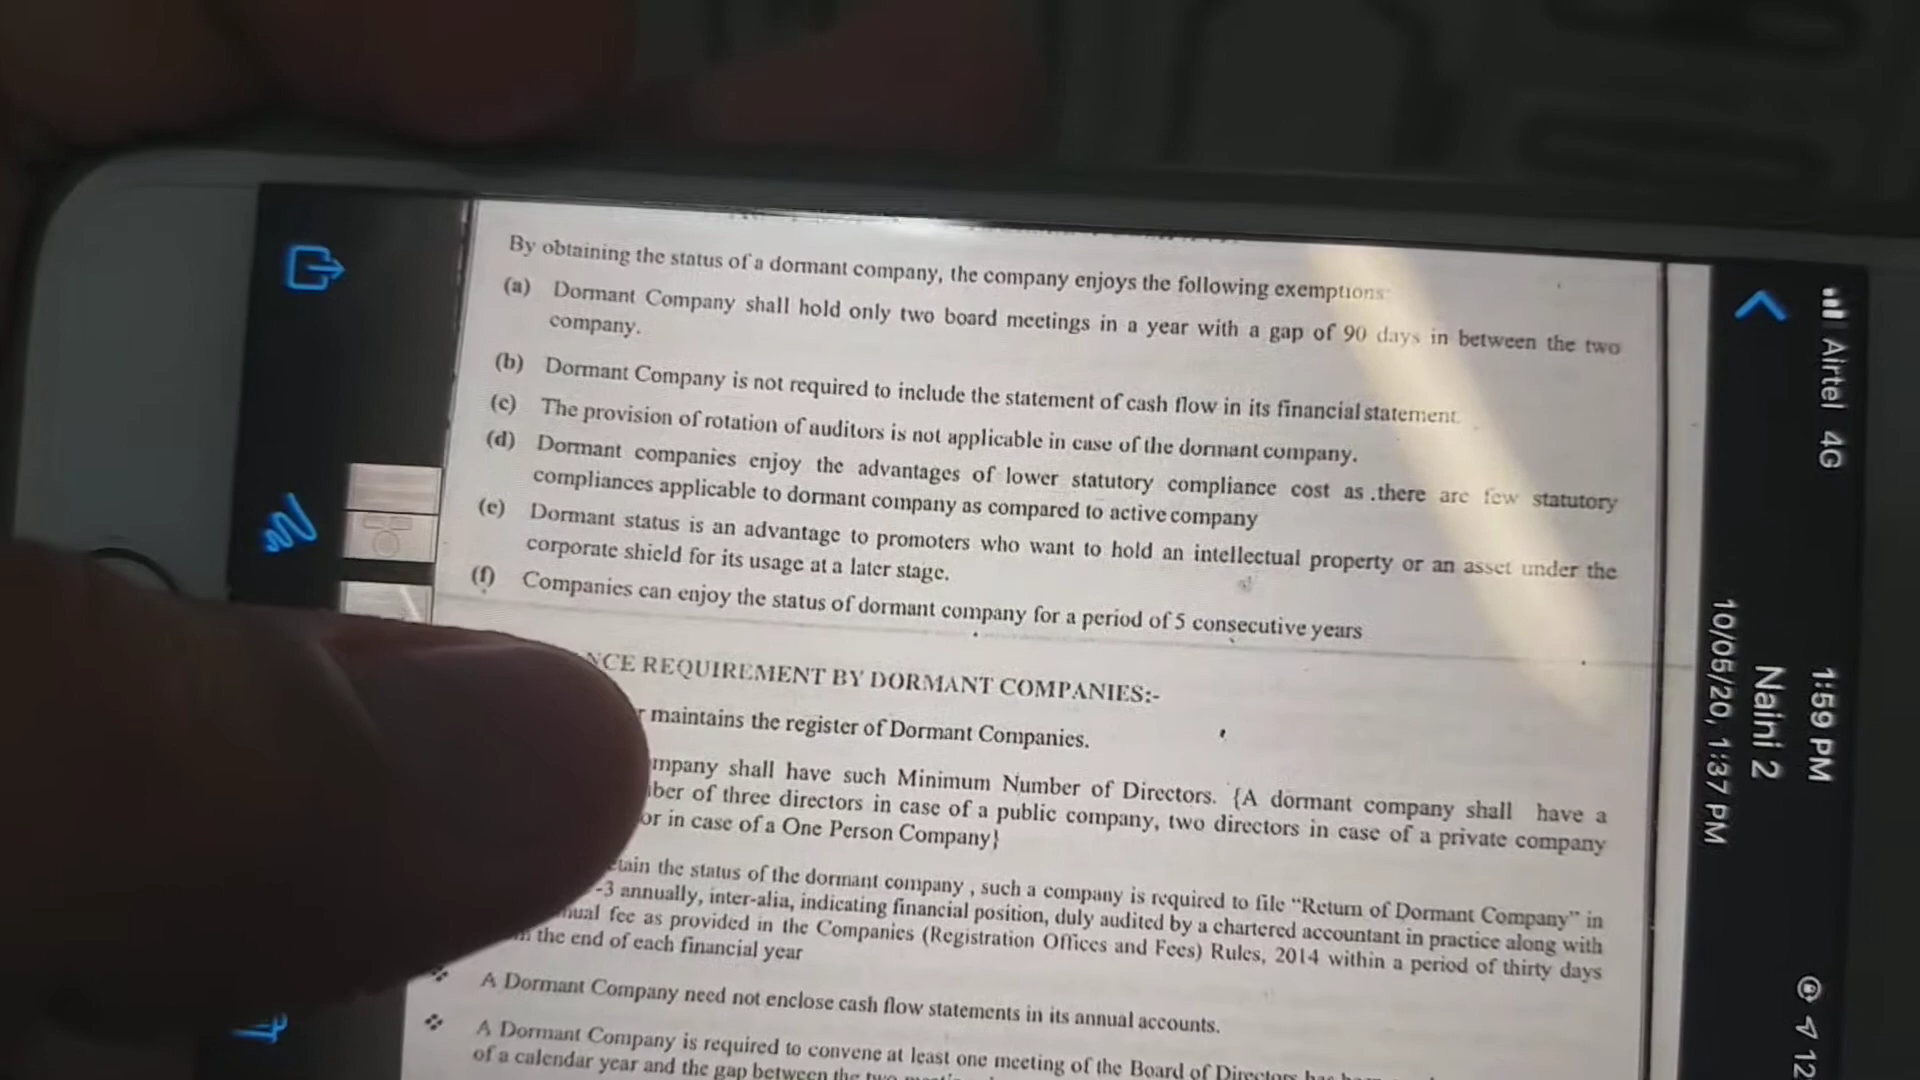 By obtaining the status of a dormant company, the company enjoys the following exemptions
(a) Dormant Company shall hold only two board meetings in a year with a gap of 90 days in between the two
company.
(b) Dormant Company is not required to include the statement of cash flow in its financial statement
(c) The provision of rotation of auditors is not applicable in case of the dormant company.
(d) Dormant companies enjoy the advantages of lower statutory compliance cost as .there are few statutory
compliances applicable to dormant company as compared to active company
(e) Dormant status is an advantage to promoters who want to hold an intellectual property or an asset under the
corporate shield for its usage at a later stage.
(f) Companies can enjoy the status of dormant company for a period of 5 consecutive years
REQUIREMENT BY DORMANT COMPANIES:-
maintains the register of Dormant Companies.
shall have such Minimum Number of Directors. {A dormant company shall have a
of three directors in case of a public company, two directors in case of a private company
or in case of a One Person Company}
the status of the dormant company , such a company is required to file “Return of Dormant Company” in
-3 annually, inter-alia, indicating financial position, duly audited by a chartered accountant in practice along with
fee as provided in the Companies (Registration Offices and Fees) Rules, 2014 within a period of thirty days
the end of each financial year
❖ A Dormant Company need not enclose cash flow statements in its annual accounts.
❖ A Dormant Company is required to convene at least one meeting of the Board of Directors
of a calendar year and the gap between the two
Airtel 4G
1:59 PM
12
Naini 2
10/05/20, 1:37 PM